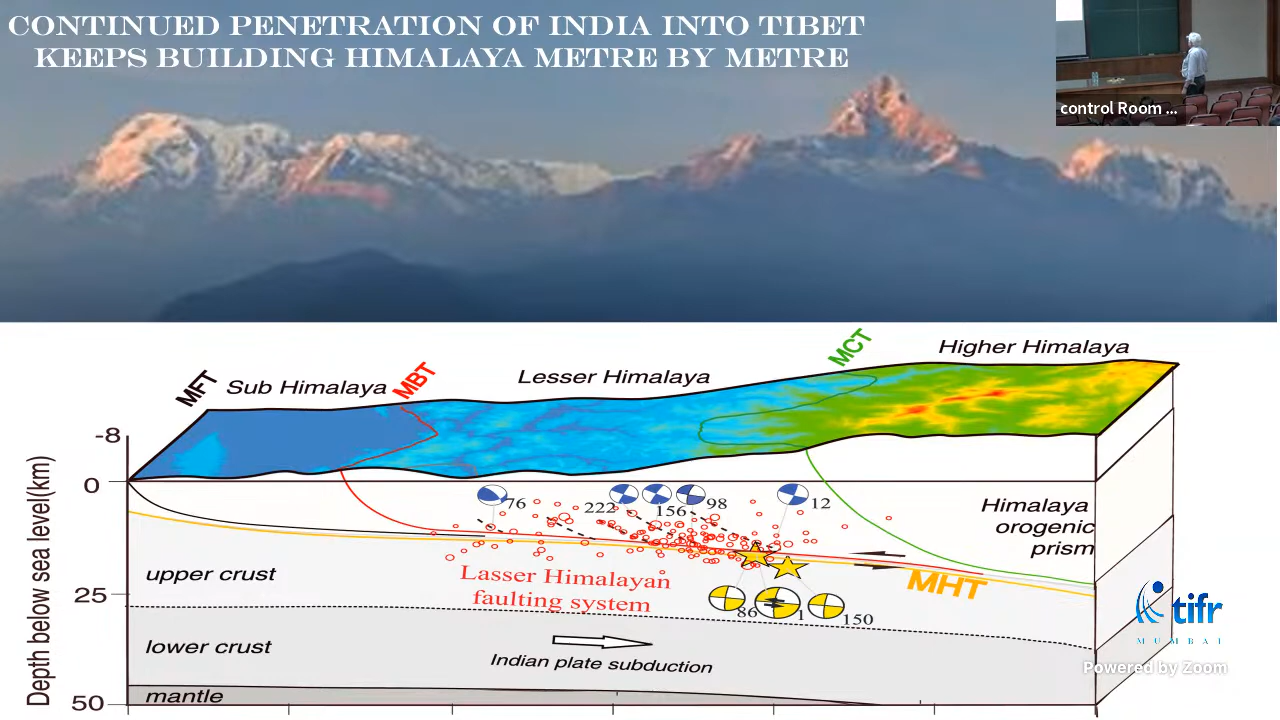 CONTINUED PENETRATION OF INDIA INTO TIBET
KEEPS BUILDING HIMALAYA METRE BY METRE
control Room ...
MFT
Sub Himalaya
MBT
Lesser Himalaya
MCT
Higher Himalaya
-8
0
25
50
Depth below sea level(km)
76
222
156
98
12
Himalaya
orogenic
prism
upper crust
Lasser Himalayan
faulting system
MHT
86
1
150
lower crust
Indian plate subduction
mantle
tifr
MUMBAI
Powered by Zoom